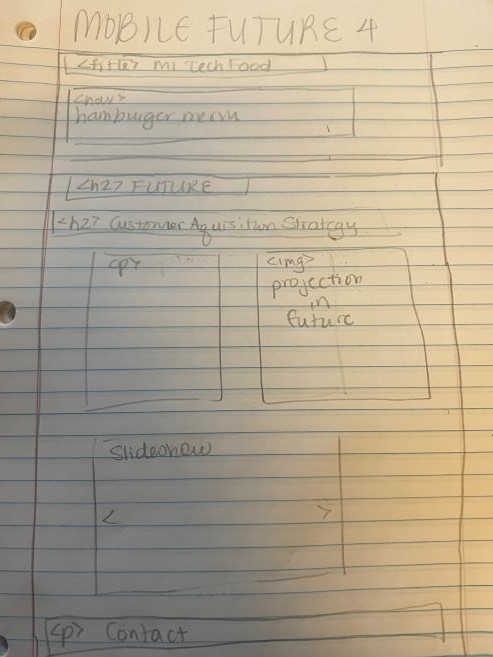 MOBILE FUTURE 4
<title> Mi Tech Food
<nav>
hamburger menu
<h2> FUTURE
<h2> Customer Aquisition Strategy
<p>
<img>
projection
in
future
Slideshow
< >
<p> Contact